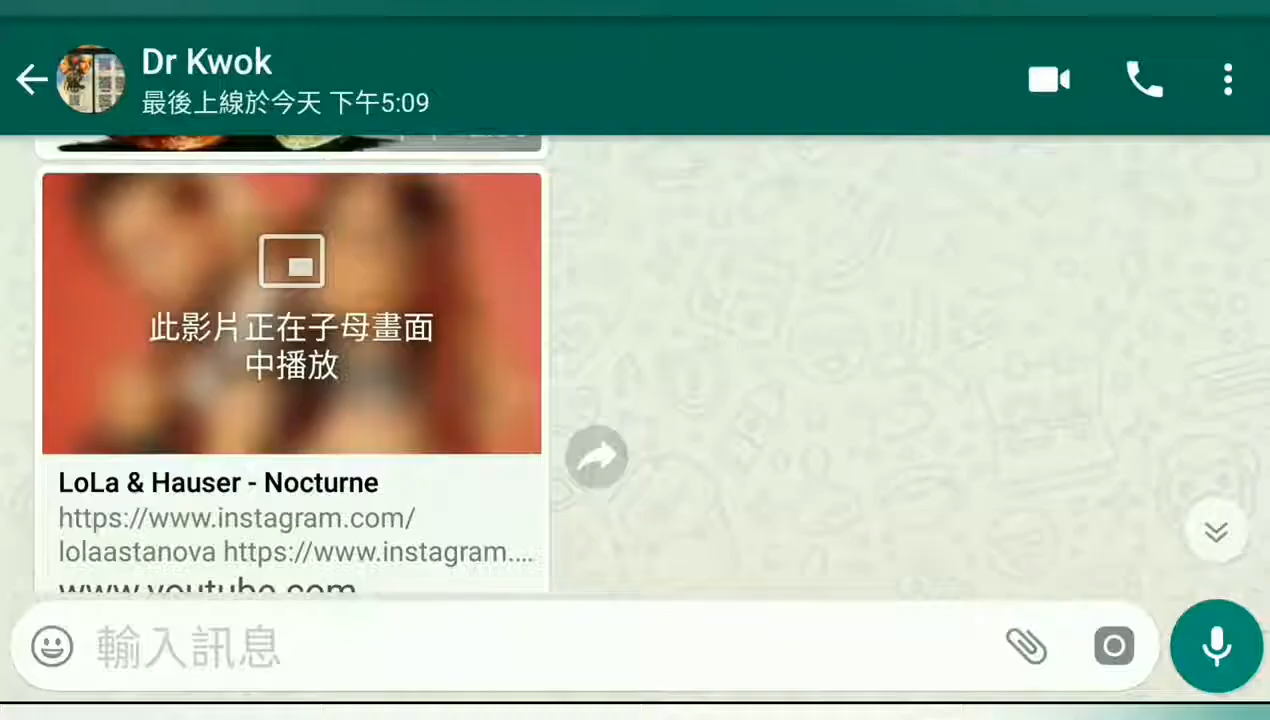 Dr Kwok
最後上線於今天 下午5:09
此影片正在子母畫面
中播放
LoLa & Hauser - Nocturne
https://www.instagram.com/
lolaastanova https://www.instagram....
www.youtube.com
輸入訊息